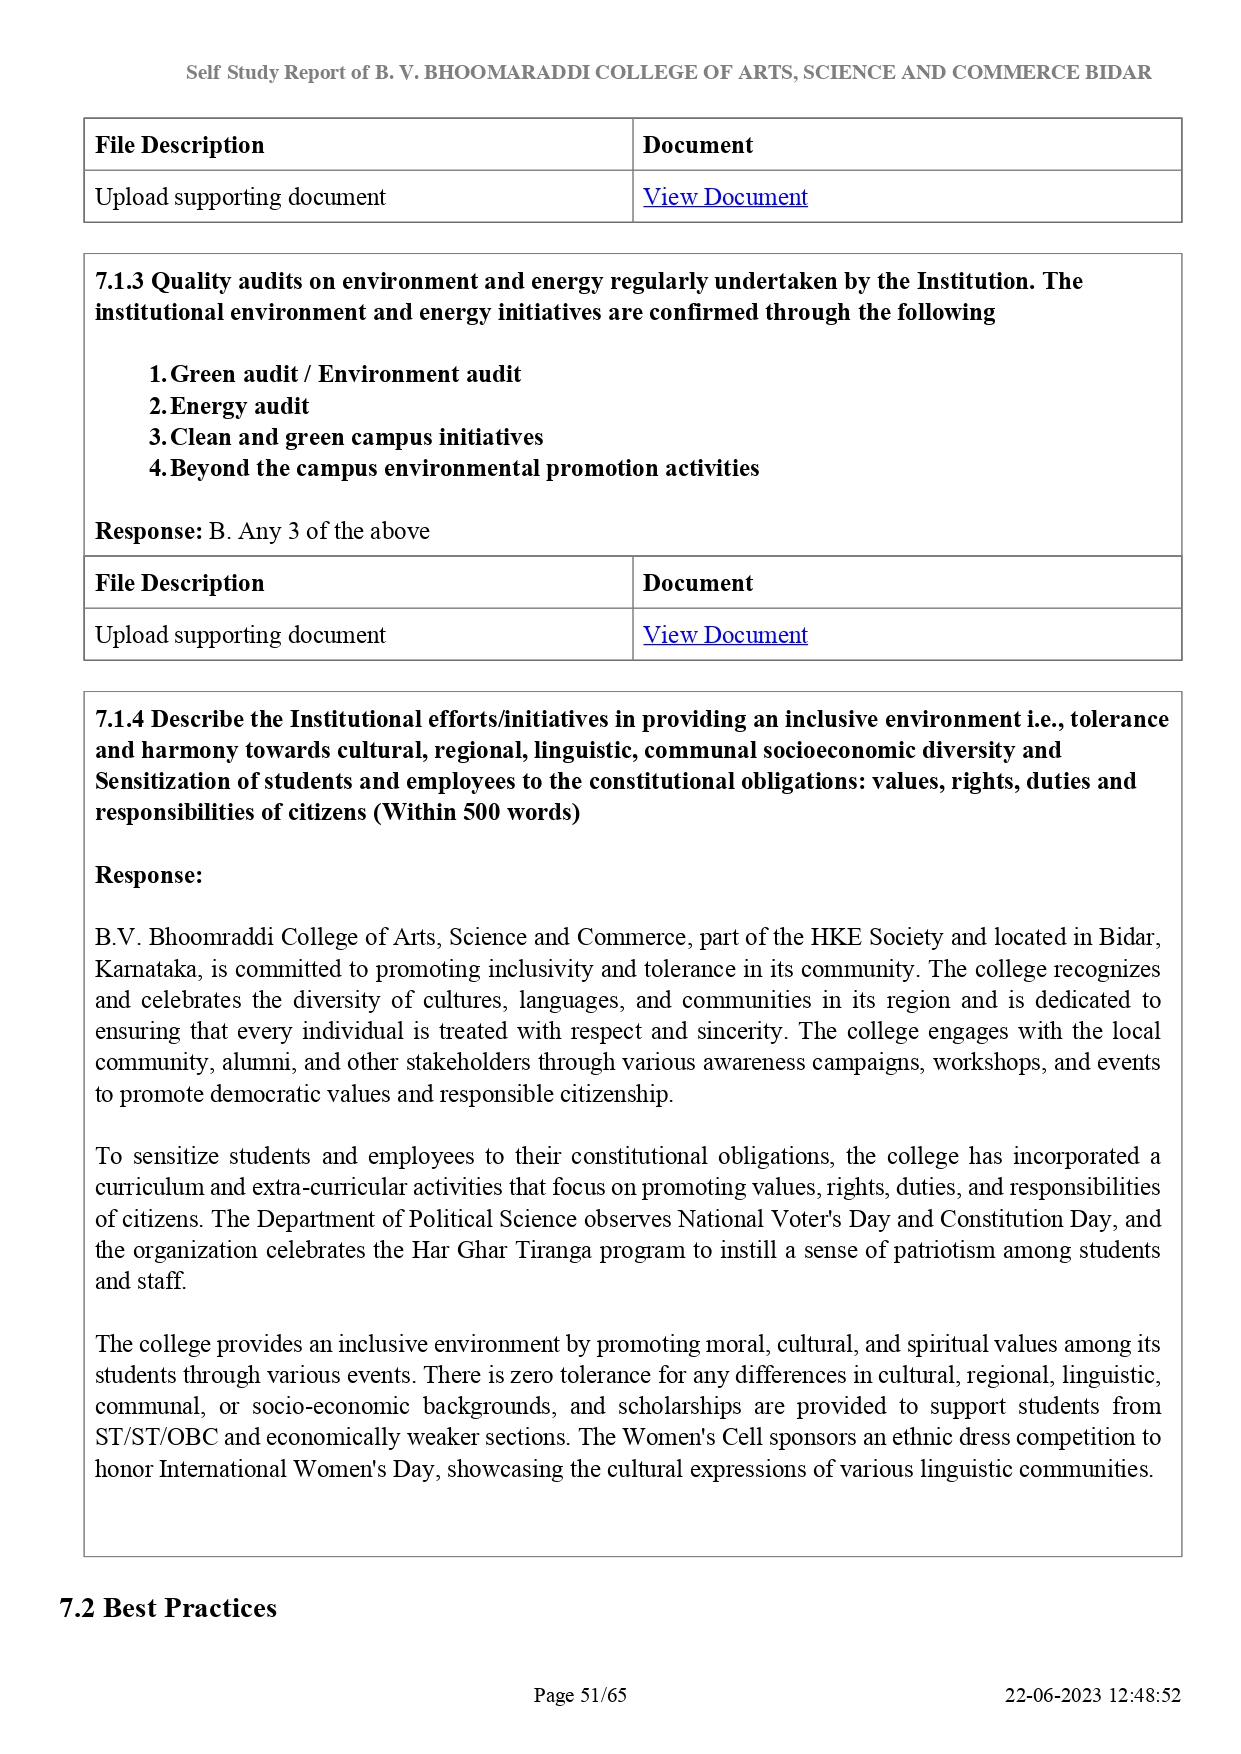 Self Study Report of B. V. BHOOMARADDI COLLEGE OF ARTS, SCIENCE AND COMMERCE BIDAR
File Description Document
Upload supporting document View Document
7.1.3 Quality audits on environment and energy regularly undertaken by the Institution. The
institutional environment and energy initiatives are confirmed through the following
1. Green audit / Environment audit
2. Energy audit
3. Clean and green campus initiatives
4. Beyond the campus environmental promotion activities
Response: B. Any 3 of the above
File Description Document
Upload supporting document View Document
7.1.4 Describe the Institutional efforts/initiatives in providing an inclusive environment i.e., tolerance
and harmony towards cultural, regional, linguistic, communal socioeconomic diversity and
Sensitization of students and employees to the constitutional obligations: values, rights, duties and
responsibilities of citizens (Within 500 words)
Response:
B.V. Bhoomraddi College of Arts, Science and Commerce, part of the HKE Society and located in Bidar,
Karnataka, is committed to promoting inclusivity and tolerance in its community. The college recognizes
and celebrates the diversity of cultures, languages, and communities in its region and is dedicated to
ensuring that every individual is treated with respect and sincerity. The college engages with the local
community, alumni, and other stakeholders through various awareness campaigns, workshops, and events
to promote democratic values and responsible citizenship.
To sensitize students and employees to their constitutional obligations, the college has incorporated a
curriculum and extra-curricular activities that focus on promoting values, rights, duties, and responsibilities
of citizens. The Department of Political Science observes National Voter's Day and Constitution Day, and
the organization celebrates the Har Ghar Tiranga program to instill a sense of patriotism among students
and staff.
The college provides an inclusive environment by promoting moral, cultural, and spiritual values among its
students through various events. There is zero tolerance for any differences in cultural, regional, linguistic,
communal, or socio-economic backgrounds, and scholarships are provided to support students from
ST/ST/OBC and economically weaker sections. The Women's Cell sponsors an ethnic dress competition to
honor International Women's Day, showcasing the cultural expressions of various linguistic communities.
7.2 Best Practices
Page 51/65 22-06-2023 12:48:52